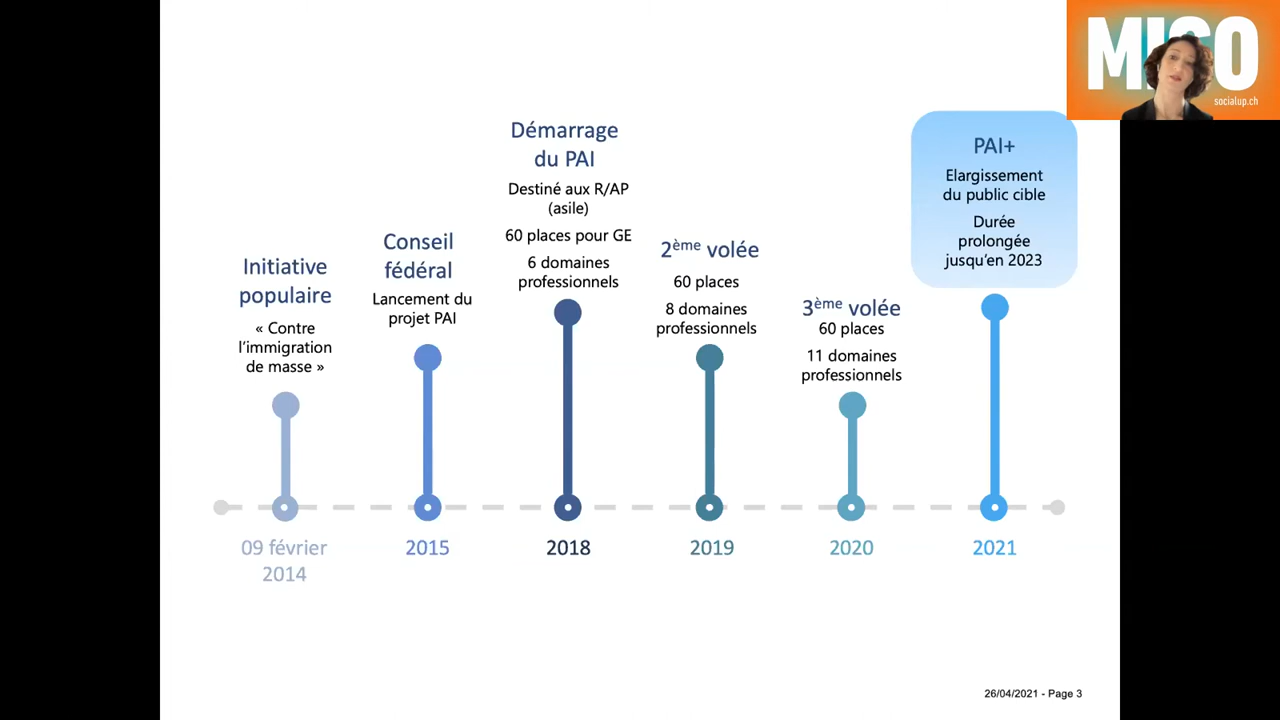 MISO
socialup.ch
Initiative
populaire
« Contre
l'immigration
de masse »
09 février
2014
Conseil
fédéral
Lancement du
projet PAI
2015
Démarrage
du PAI
Destiné aux R/AP
(asile)
60 places pour GE
6 domaines
professionnels
2018
2ème volée
60 places
8 domaines
professionnels
2019
3ème volée
60 places
11 domaines
professionnels
2020
PAI+
Elargissement
du public cible
Durée
prolongée
jusqu'en 2023
2021
26/04/2021 - Page 3